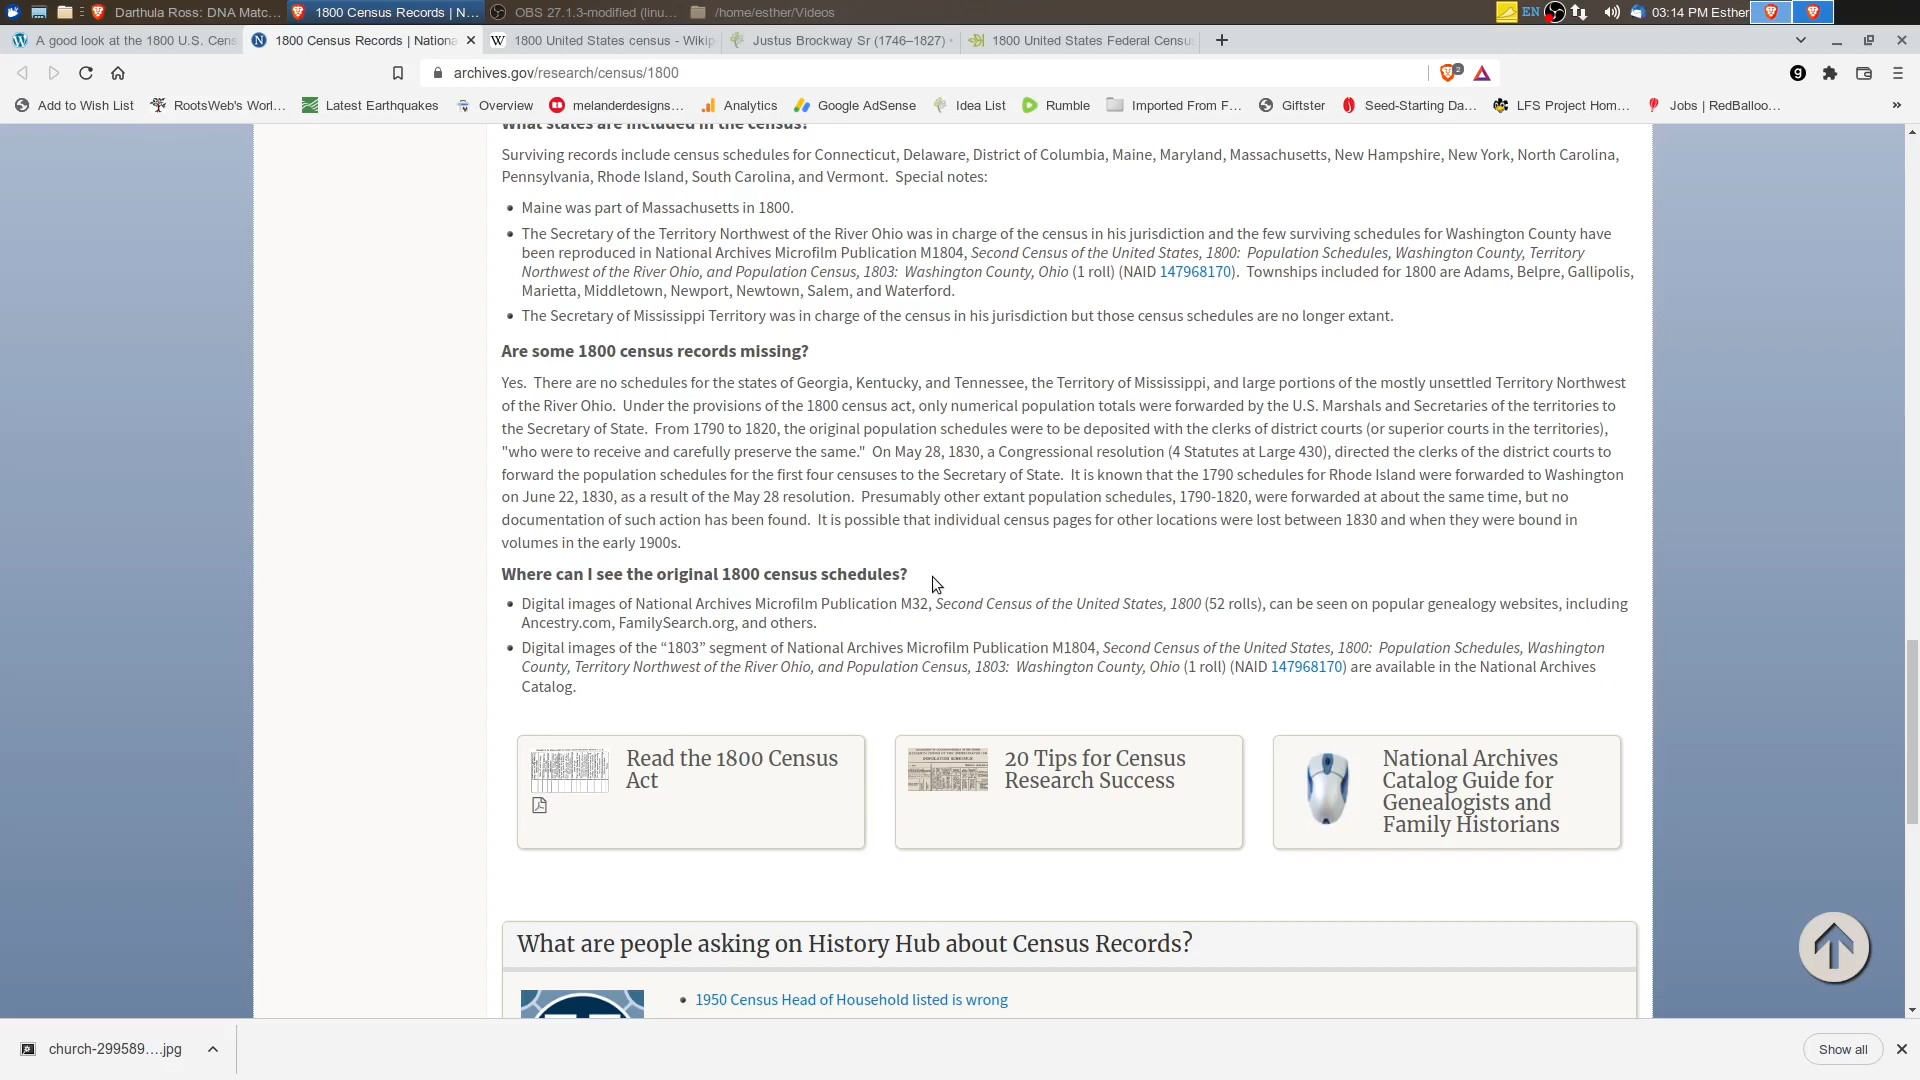 Darthula Ross: DNA Matc...
1800 Census Records | N...
OBS 27.1.3-modified (linu...
/home/esther/Videos
EN
03:14 PM Esther
A good look at the 1800 U.S. Cens
1800 Census Records | Nationa
1800 United States census - Wikip
Justus Brockway Sr (1746–1827)
1800 United States Federal Censu
archives.gov/research/census/1800
2
Add to Wish List
RootsWeb's Worl...
Latest Earthquakes
Overview
melanderdesigns...
Analytics
Google AdSense
Idea List
Rumble
Imported From F...
Giftster
Seed-Starting Da...
LFS Project Hom...
Jobs | RedBalloo...
»
What states are included in the census?
Surviving records include census schedules for Connecticut, Delaware, District of Columbia, Maine, Maryland, Massachusetts, New Hampshire, New York, North Carolina,
Pennsylvania, Rhode Island, South Carolina, and Vermont.  Special notes:
• Maine was part of Massachusetts in 1800.
• The Secretary of the Territory Northwest of the River Ohio was in charge of the census in his jurisdiction and the few surviving schedules for Washington County have
been reproduced in National Archives Microfilm Publication M1804, Second Census of the United States, 1800:  Population Schedules, Washington County, Territory
Northwest of the River Ohio, and Population Census, 1803:  Washington County, Ohio (1 roll) (NAID 147968170).  Townships included for 1800 are Adams, Belpre, Gallipolis,
Marietta, Middletown, Newport, Newtown, Salem, and Waterford.
• The Secretary of Mississippi Territory was in charge of the census in his jurisdiction but those census schedules are no longer extant.
Are some 1800 census records missing?
Yes.  There are no schedules for the states of Georgia, Kentucky, and Tennessee, the Territory of Mississippi, and large portions of the mostly unsettled Territory Northwest
of the River Ohio.  Under the provisions of the 1800 census act, only numerical population totals were forwarded by the U.S. Marshals and Secretaries of the territories to
the Secretary of State.  From 1790 to 1820, the original population schedules were to be deposited with the clerks of district courts (or superior courts in the territories),
"who were to receive and carefully preserve the same."  On May 28, 1830, a Congressional resolution (4 Statutes at Large 430), directed the clerks of the district courts to
forward the population schedules for the first four censuses to the Secretary of State.  It is known that the 1790 schedules for Rhode Island were forwarded to Washington
on June 22, 1830, as a result of the May 28 resolution.  Presumably other extant population schedules, 1790-1820, were forwarded at about the same time, but no
documentation of such action has been found.  It is possible that individual census pages for other locations were lost between 1830 and when they were bound in
volumes in the early 1900s.
Where can I see the original 1800 census schedules?
• Digital images of National Archives Microfilm Publication M32, Second Census of the United States, 1800 (52 rolls), can be seen on popular genealogy websites, including
Ancestry.com, FamilySearch.org, and others.
• Digital images of the “1803” segment of National Archives Microfilm Publication M1804, Second Census of the United States, 1800:  Population Schedules, Washington
County, Territory Northwest of the River Ohio, and Population Census, 1803:  Washington County, Ohio (1 roll) (NAID 147968170) are available in the National Archives
Catalog.
Read the 1800 Census
Act
20 Tips for Census
Research Success
National Archives
Catalog Guide for
Genealogists and
Family Historians
What are people asking on History Hub about Census Records?
• 1950 Census Head of Household listed is wrong
church-299589....jpg
Show all